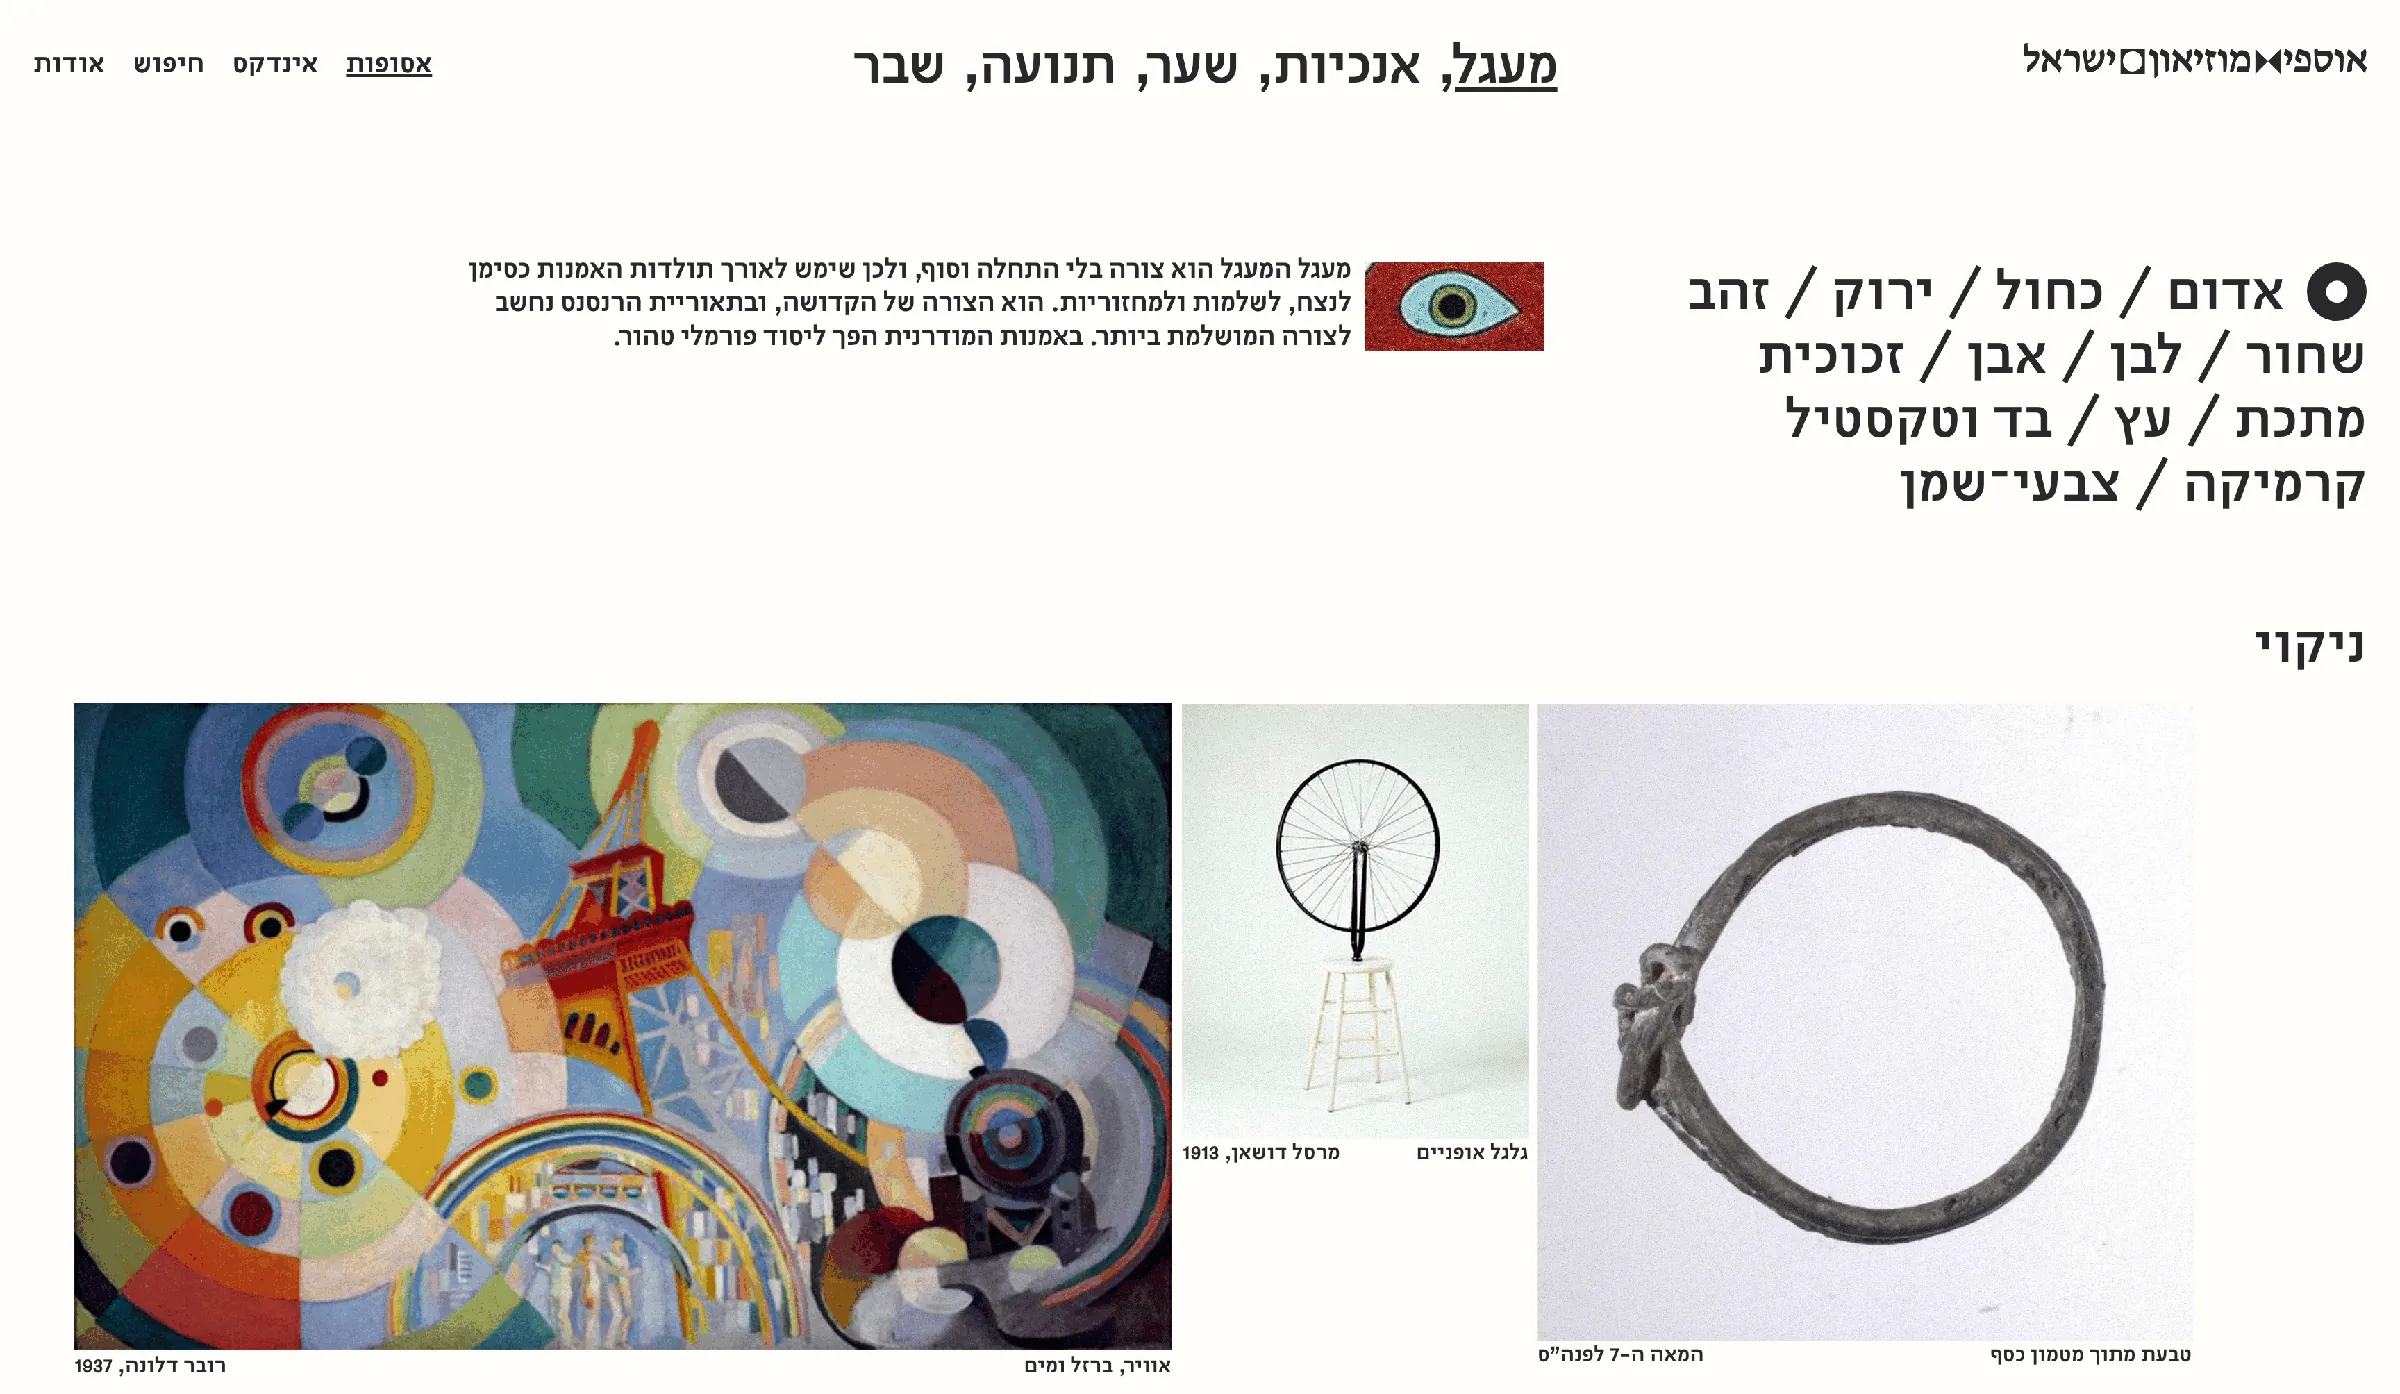 אוספי מוזיאון ישראל
מעגל, אנכיות, שער, תנועה, שבר
אסופות אינדקס חיפוש אודות
אדום / כחול / ירוק / זהב
שחור / לבן / אבן / זכוכית
מתכת / עץ / בד וטקסטיל
קרמיקה / צבעי־שמן
מעגל המעגל הוא צורה בלי התחלה וסוף, ולכן שימש לאורך תולדות האמנות כסימן
לנצח, לשלמות ולמחזוריות. הוא הצורה של הקדושה, ובתאוריית הרנסנס נחשב
לצורה המושלמת ביותר. באמנות המודרנית הפך ליסוד פורמלי טהור.
ניקוי
טבעת מתוך מטמון כסף המאה ה-7 לפנה"ס
גלגל אופניים מרסל דושאן, 1913
אוויר, ברזל ומים רובר דלונה, 1937